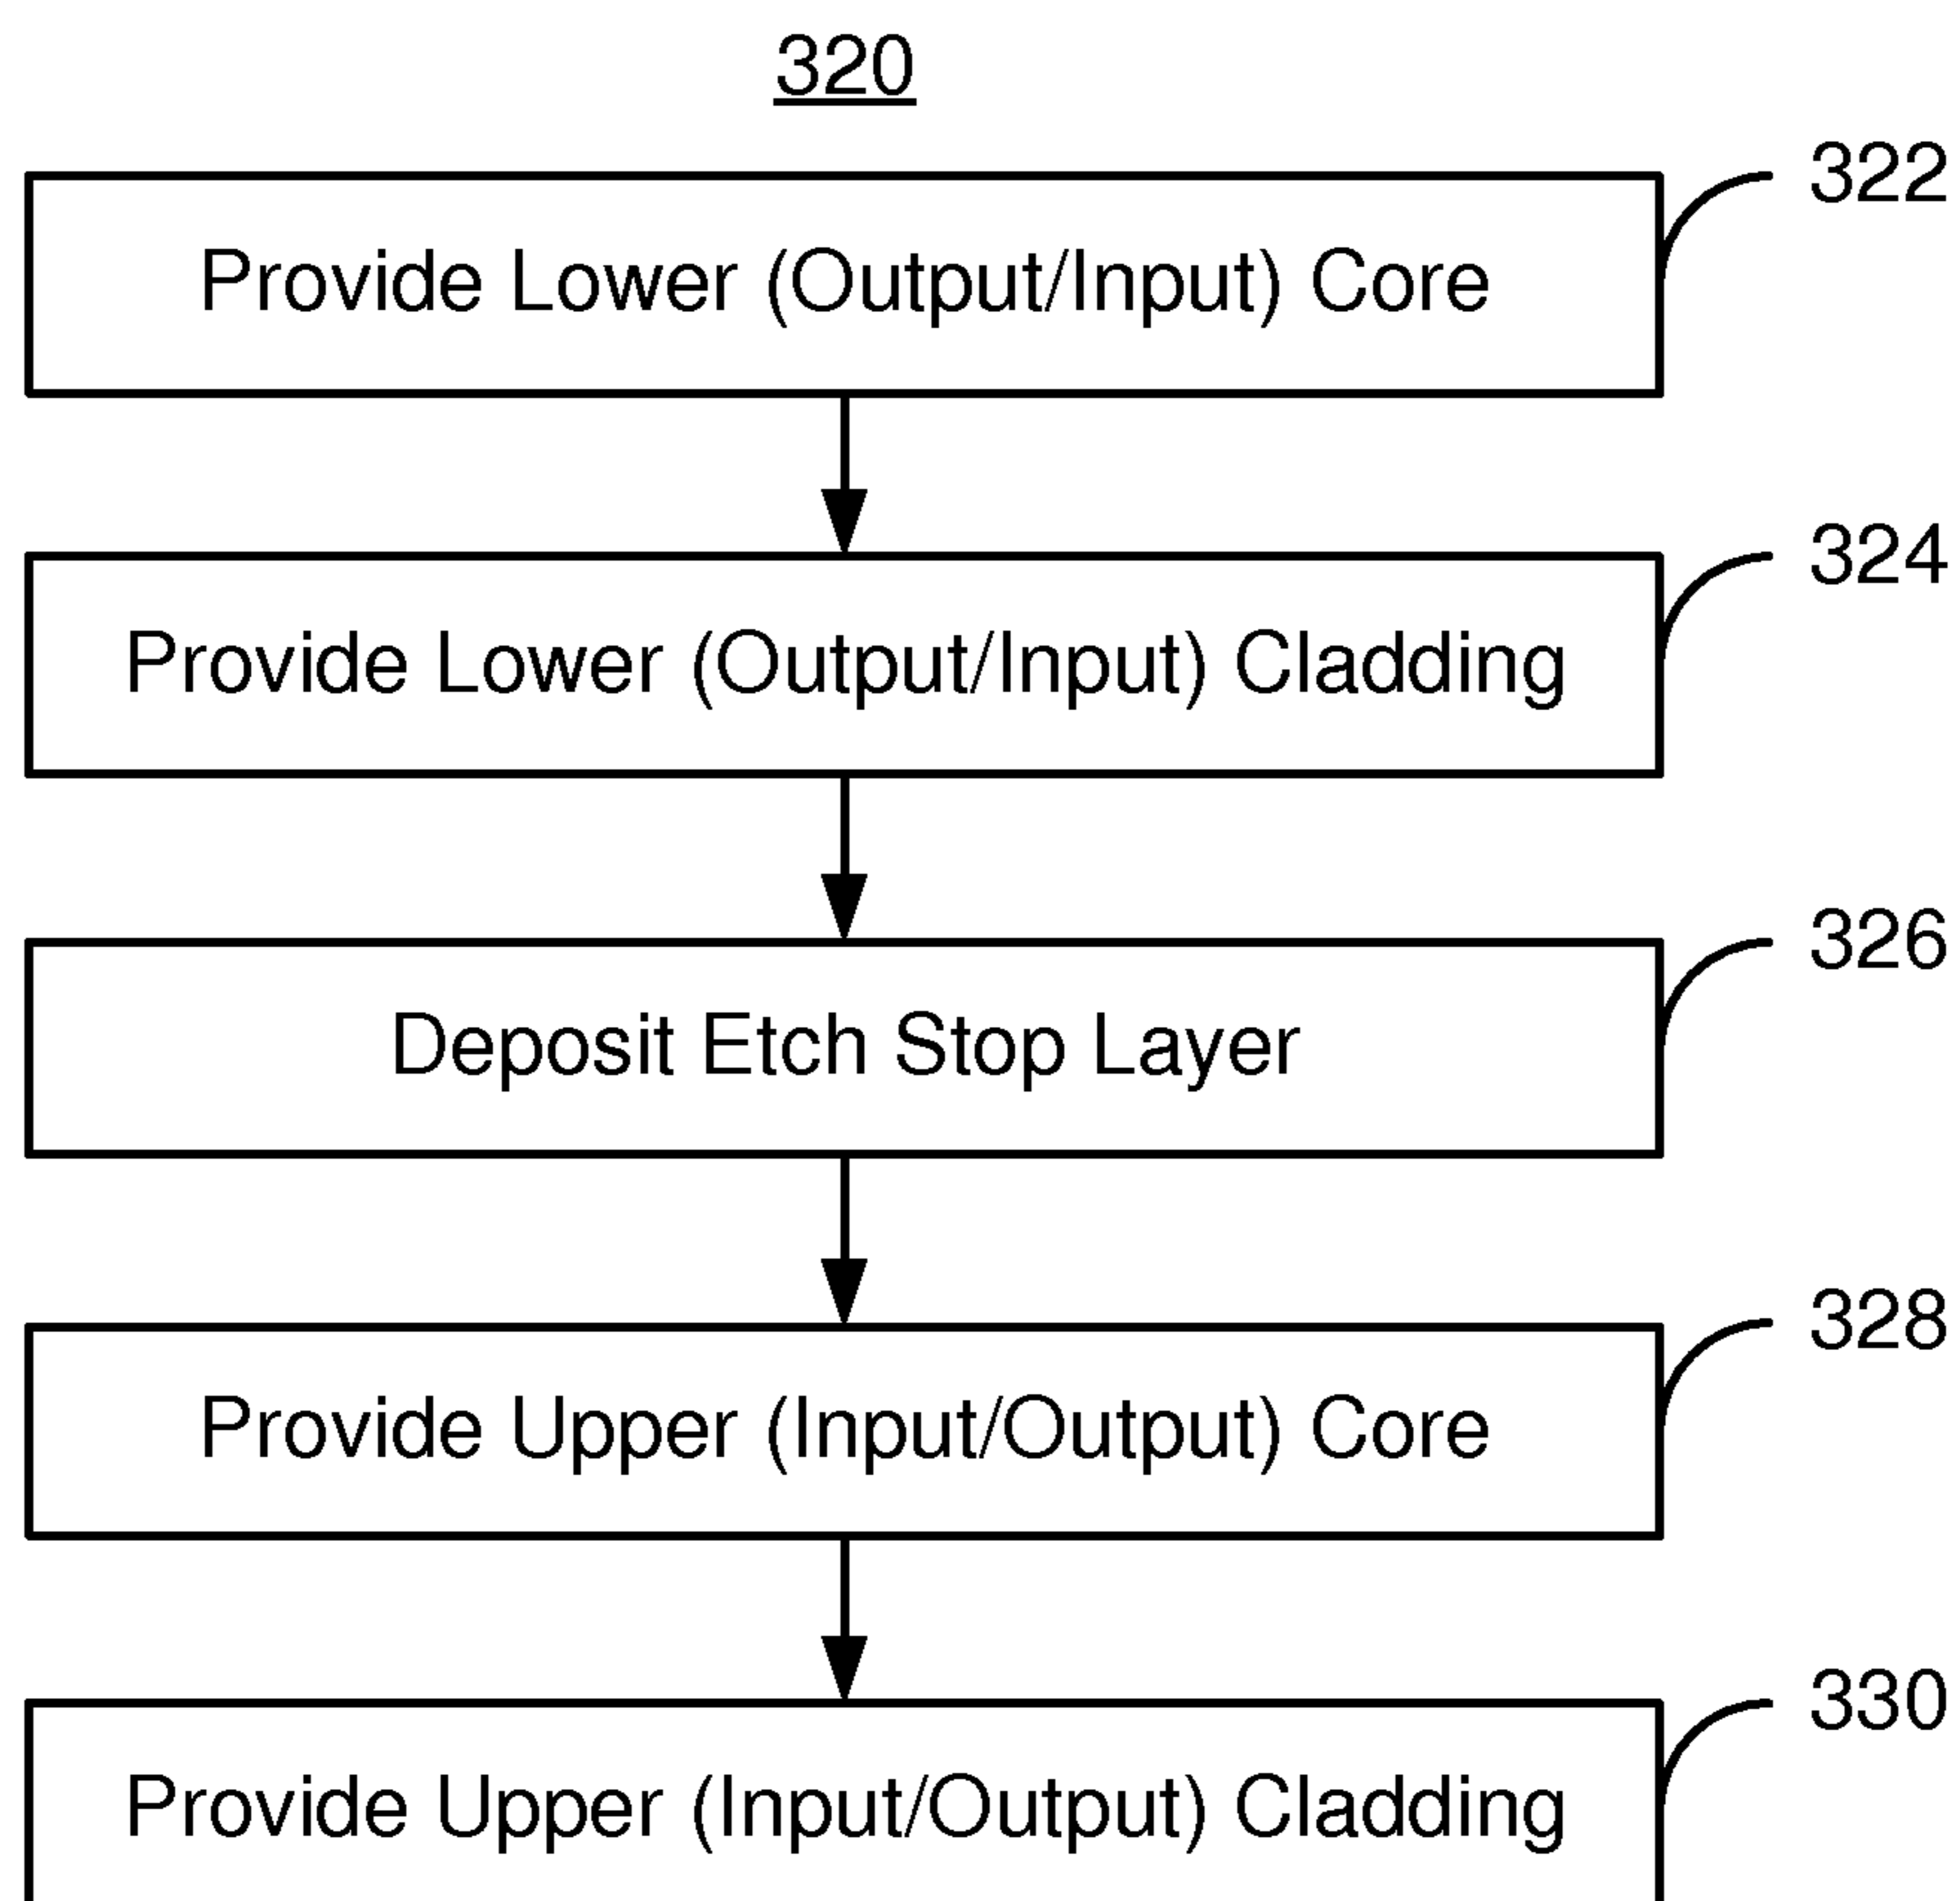 320
322
Provide Lower (Output/Input) Core
324
Provide Lower (Output/Input) Cladding
326
Deposit Etch Stop Layer
328
Provide Upper (Input/Output) Core
330
Provide Upper (Input/Output) Cladding